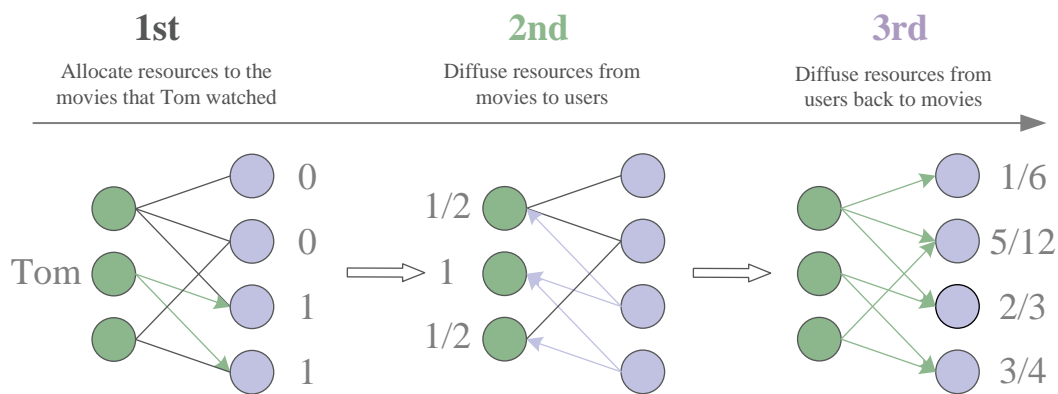 1st
Allocate resources to the
movies that Tom watched
2nd
Diffuse resources from
movies to users
3rd
Diffuse resources from
users back to movies
Tom
0
0
1
1
1/2
1
1/2
1/6
5/12
2/3
3/4